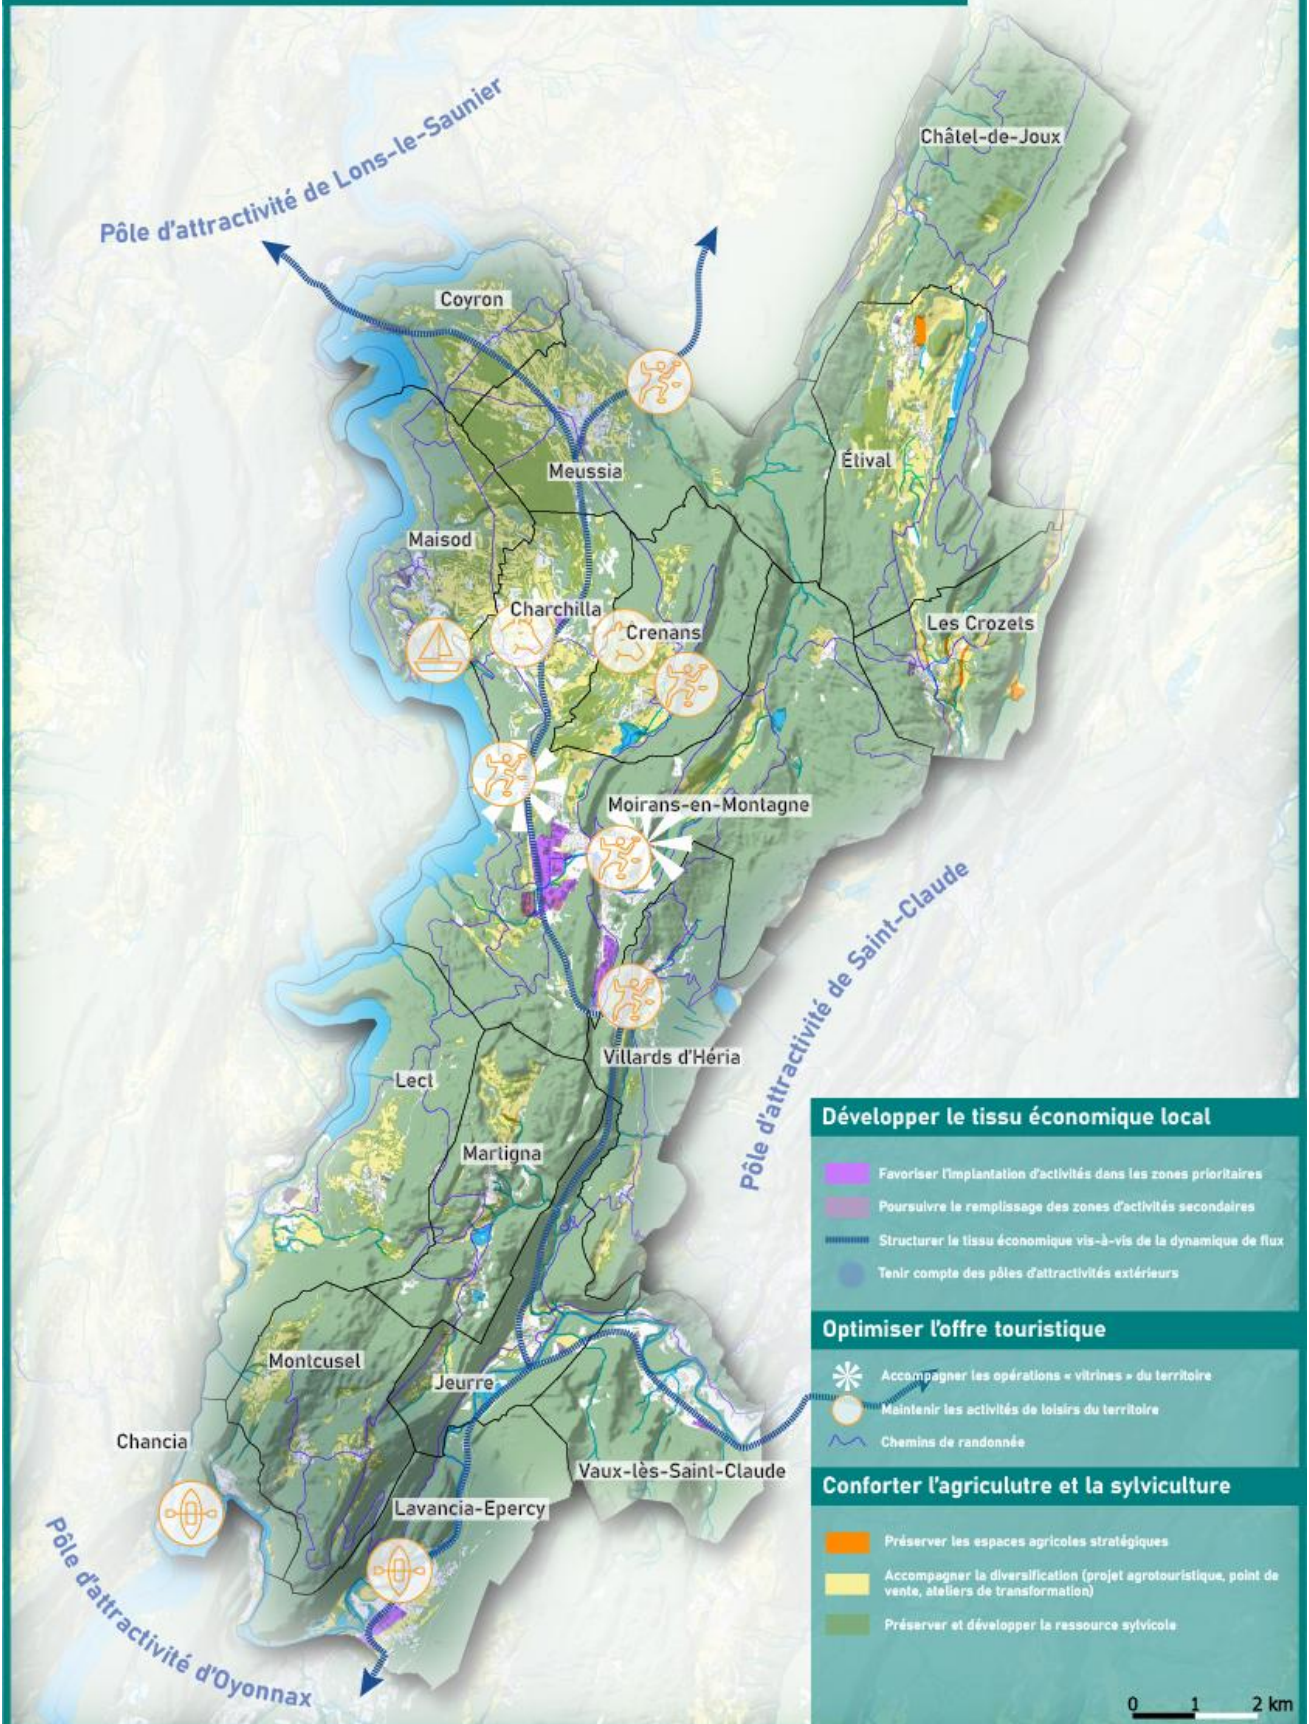 Pôle d'attractivité de Lons-le-Saunier
Châtel-de-Joux
Coyron
Meussia
Étival
Maisod
Charchilla
Crenans
Les Crozets
Moirans-en-Montagne
Pôle d'attractivité de Saint-Claude
Villards d'Héria
Lect
Martigna
Montcusel
Jeurre
Chancia
Vaux-lès-Saint-Claude
Lavancia-Epercy
Pôle d'attractivité d'Oyonnax
Développer le tissu économique local
Favoriser l'implantation d'activités dans les zones prioritaires
Poursuivre le remplissage des zones d'activités secondaires
Structurer le tissu économique vis-à-vis de la dynamique de flux
Tenir compte des pôles d'attractivités extérieurs
Optimiser l'offre touristique
Accompagner les opérations « vitrines » du territoire
Maintenir les activités de loisirs du territoire
Chemins de randonnée
Conforter l'agriculutre et la sylviculture
Préserver les espaces agricoles stratégiques
Accompagner la diversification (projet agrotouristique, point de
vente, ateliers de transformation)
Préserver et développer la ressource sylvicole
0 1 2 km